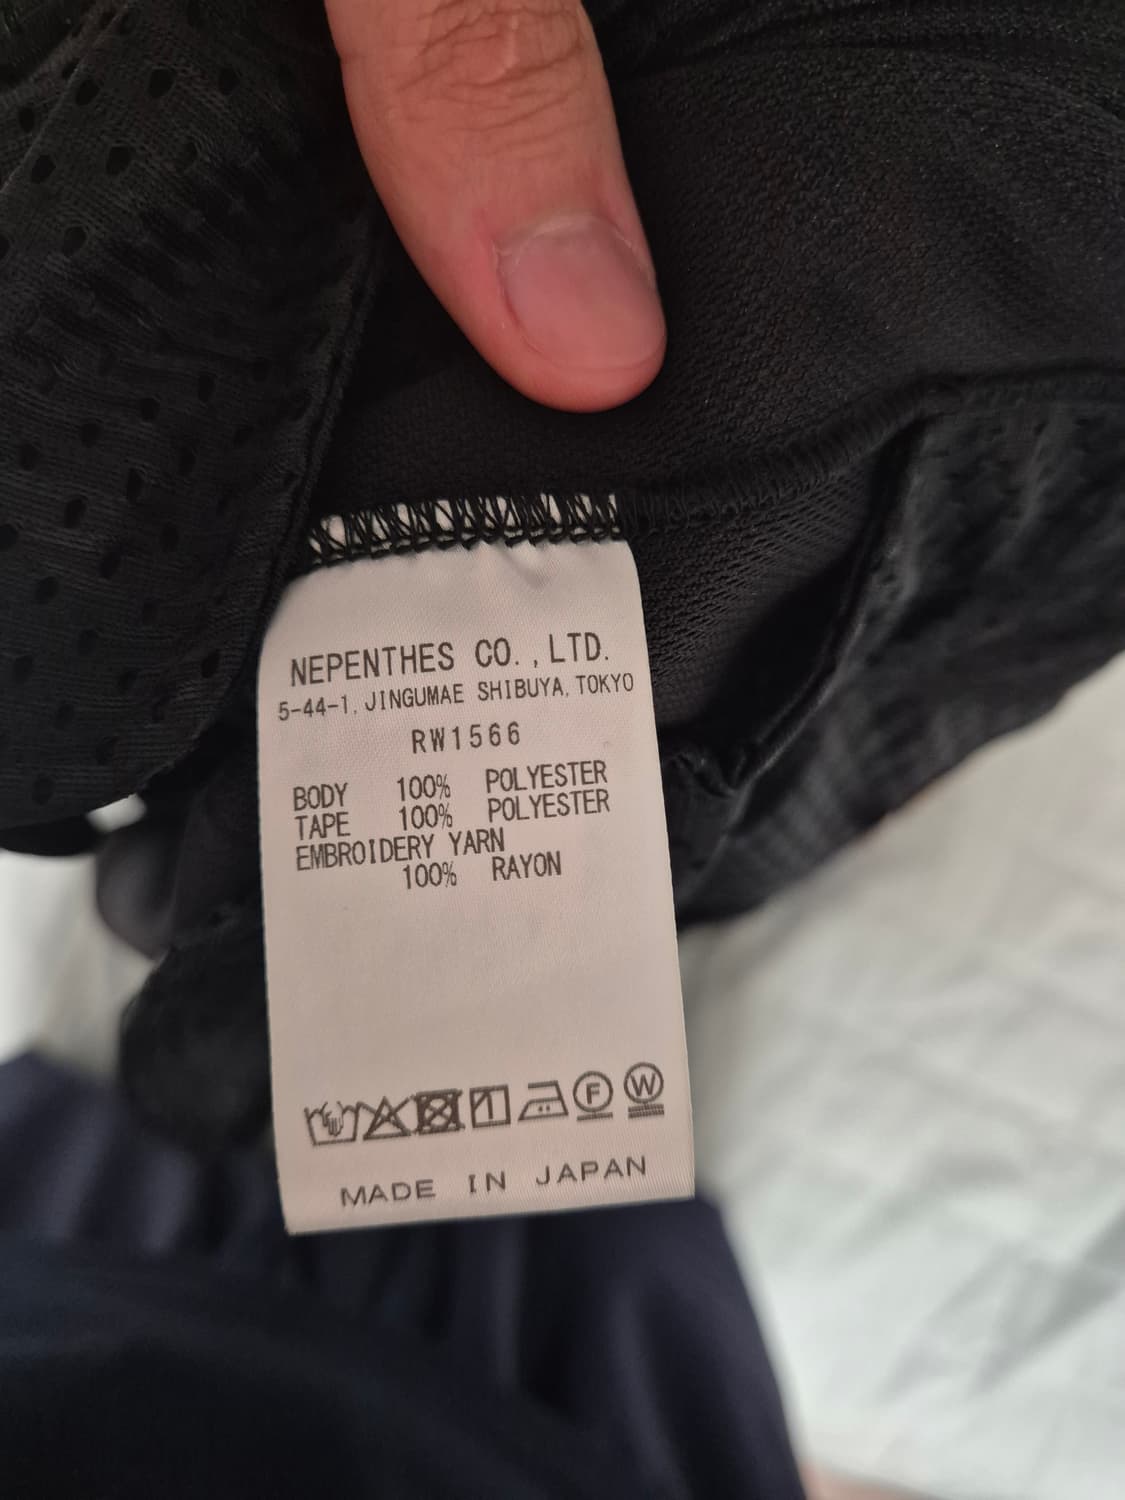 NEPENTHES CO.,LTD.
5-44-1, JINGUMAE SHIBUYA, TOKYO
RW1566
BODY 100% POLYESTER
TAPE 100% POLYESTER
EMBROIDERY YARN
100% RAYON
F W
MADE IN JAPAN